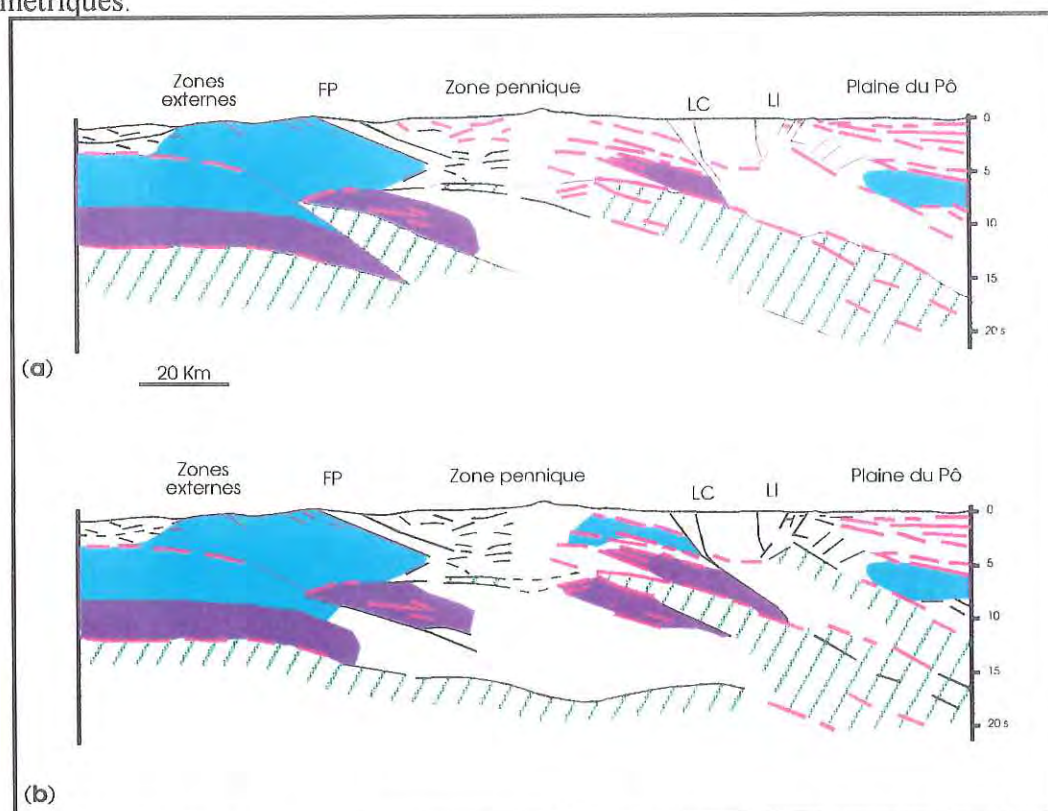 métriques.
Zones
externes
FP
Zone pennique
LC
LI
Plaine du Pô
0
5
10
15
20 s
(a)
20 Km
Zones
externes
FP
Zone pennique
LC
LI
Plaine du Pô
0
5
10
15
20 s
(b)